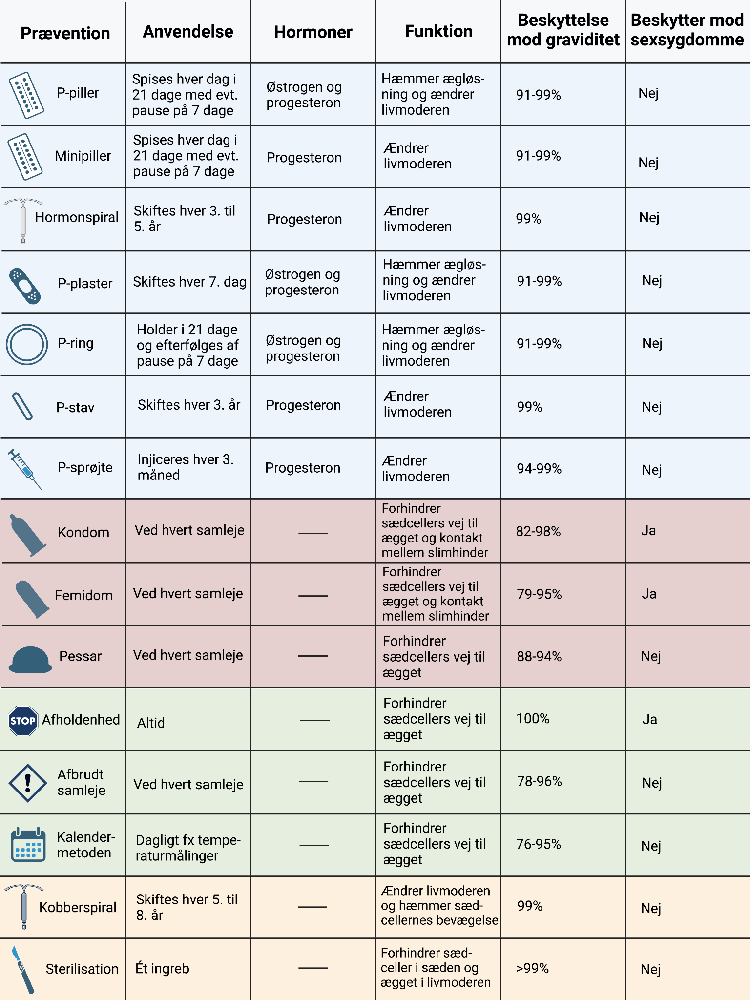 Prævention
Anvendelse
Hormoner
Funktion
Beskyttelse
mod graviditet
Beskytter mod
sexsygdomme
P-piller
Spises hver dag i
21 dage med evt.
pause på 7 dage
Østrogen og
progesteron
Hæmmer ægløs-
ning og ændrer
livmoderen
91-99%
Nej
Minipiller
Spises hver dag i
21 dage med evt.
pause på 7 dage
Progesteron
Ændrer
livmoderen
91-99%
Nej
Hormonspiral
Skiftes hver 3. til
5. år
Progesteron
Ændrer
livmoderen
99%
Nej
P-plaster
Skiftes hver 7. dag
Østrogen og
progesteron
Hæmmer ægløs-
ning og ændrer
livmoderen
91-99%
Nej
P-ring
Holder i 21 dage
og efterfølges af
pause på 7 dage
Østrogen og
progesteron
Hæmmer ægløs-
ning og ændrer
livmoderen
91-99%
Nej
P-stav
Skiftes hver 3. år
Progesteron
Ændrer
livmoderen
99%
Nej
P-sprøjte
Injiceres hver 3.
måned
Progesteron
Ændrer
livmoderen
94-99%
Nej
Kondom
Ved hvert samleje
—
Forhindrer
sædcellers vej til
ægget og kontakt
mellem slimhinder
82-98%
Ja
Femidom
Ved hvert samleje
—
Forhindrer
sædcellers vej til
ægget og kontakt
mellem slimhinder
79-95%
Ja
Pessar
Ved hvert samleje
—
Forhindrer
sædcellers vej til
ægget
88-94%
Nej
STOP
Afholdenhed
Altid
—
Forhindrer
sædcellers vej til
ægget
100%
Ja
!
Afbrudt
samleje
Ved hvert samleje
—
Forhindrer
sædcellers vej til
ægget
78-96%
Nej
Kalender-
metoden
Dagligt fx tempe-
raturmålinger
—
Forhindrer
sædcellers vej til
ægget
76-95%
Nej
Kobberspiral
Skiftes hver 5. til
8. år
—
Ændrer livmoderen
og hæmmer sæd-
cellernes bevægelse
99%
Nej
Sterilisation
Ét ingreb
—
Forhindrer sæd-
celler i sæden og
ægget i livmoderen
>99%
Nej